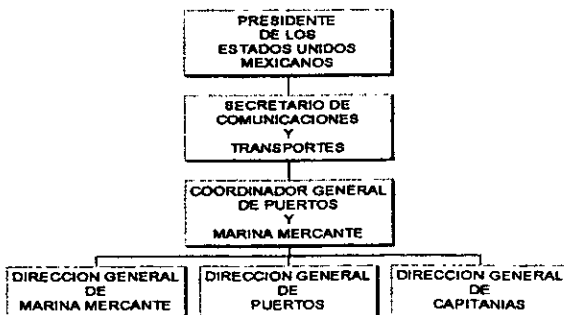 PRESIDENTE
DE LOS
ESTADOS UNIDOS
MEXICANOS
SECRETARIO DE
COMUNICACIONES
Y
TRANSPORTES
COORDINADOR GENERAL
DE PUERTOS
Y
MARINA MERCANTE
DIRECCION GENERAL
DE
MARINA MERCANTE
DIRECCION GENERAL
DE
PUERTOS
DIRECCION GENERAL
DE
CAPITANIAS